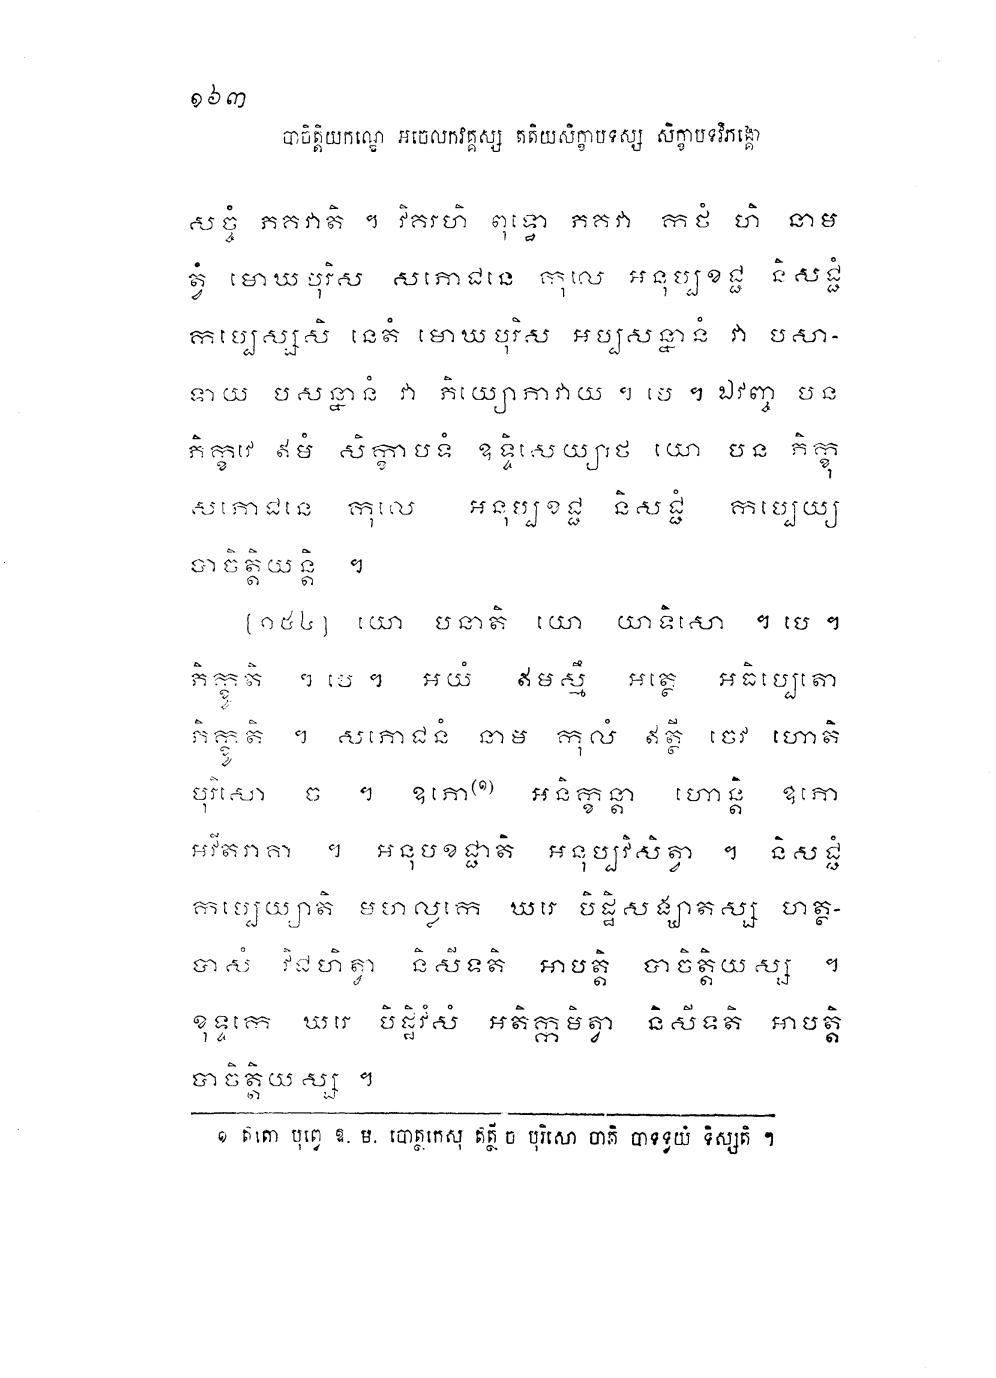 ១៦៣
បាចិត្តិយកណ្ឌេ អចេលកវគ្គស្ស តតិយសិក្ខាបទស្ស សិក្ខាបទវិភង្គោ
សច្ចំ ភគវាតិ ។ វិគរហិ ពុទ្ធោ ភគវា កថំ ហិ នាម
ត្វំ មោឃបុរិស សភោជនេ កុលេ អនុប្បខជ្ជ និសជ្ជំ
កប្បេស្សសិ នេតំ មោឃបុរិស អប្បសន្នានំ វា បសា-
ទាយ បសន្នានំ វា ភិយ្យោភាវាយ ។ បេ ។ ឯវញ្ច បន
ភិក្ខវេ ឥមំ សិក្ខាបទំ ឧទ្ទិសេយ្យាថ យោ បន ភិក្ខុ
សភោជនេ កុលេ អនុប្បខជ្ជ និសជ្ជំ កប្បេយ្យ
បាចិត្តិយន្តិ ។
[១៥៤] យោ បនាតិ យោ យាទិសោ ។ បេ ។
ភិក្ខូតិ ។ បេ ។ អយំ ឥមស្មឹ អត្ថេ អធិប្បេតោ
ភិក្ខូតិ ។ សភោជនំ នាម កុលំ ឥត្ថី ចេវ ហោតិ
បុរិសោ ច ។ ឧភោ(១) អនិក្ខន្តា ហោន្តិ ឧភោ
អវីតរាគា ។ អនុបខជ្ជាតិ អនុប្បវិសិត្វា ។ និសជ្ជំ
កប្បេយ្យាតិ មហល្លកេ ឃរេ បិដ្ឋិសង្ឃាតស្ស ហត្ថ-
បាសំ វិជហិត្វា និសីទតិ អាបត្តិ បាចិត្តិយស្ស ។
ខុទ្ទកេ ឃរេ បិដ្ឋិវំសំ អតិក្កមិត្វា និសីទតិ អាបត្តិ
បាចិត្តិយស្ស ។
១ ឥតោ បុព្វេ ឱ. ម. បោត្ថកេសុ ឥត្ថី ច បុរិសោ ចាតិ បាទទ្វយំ ទិស្សតិ ។